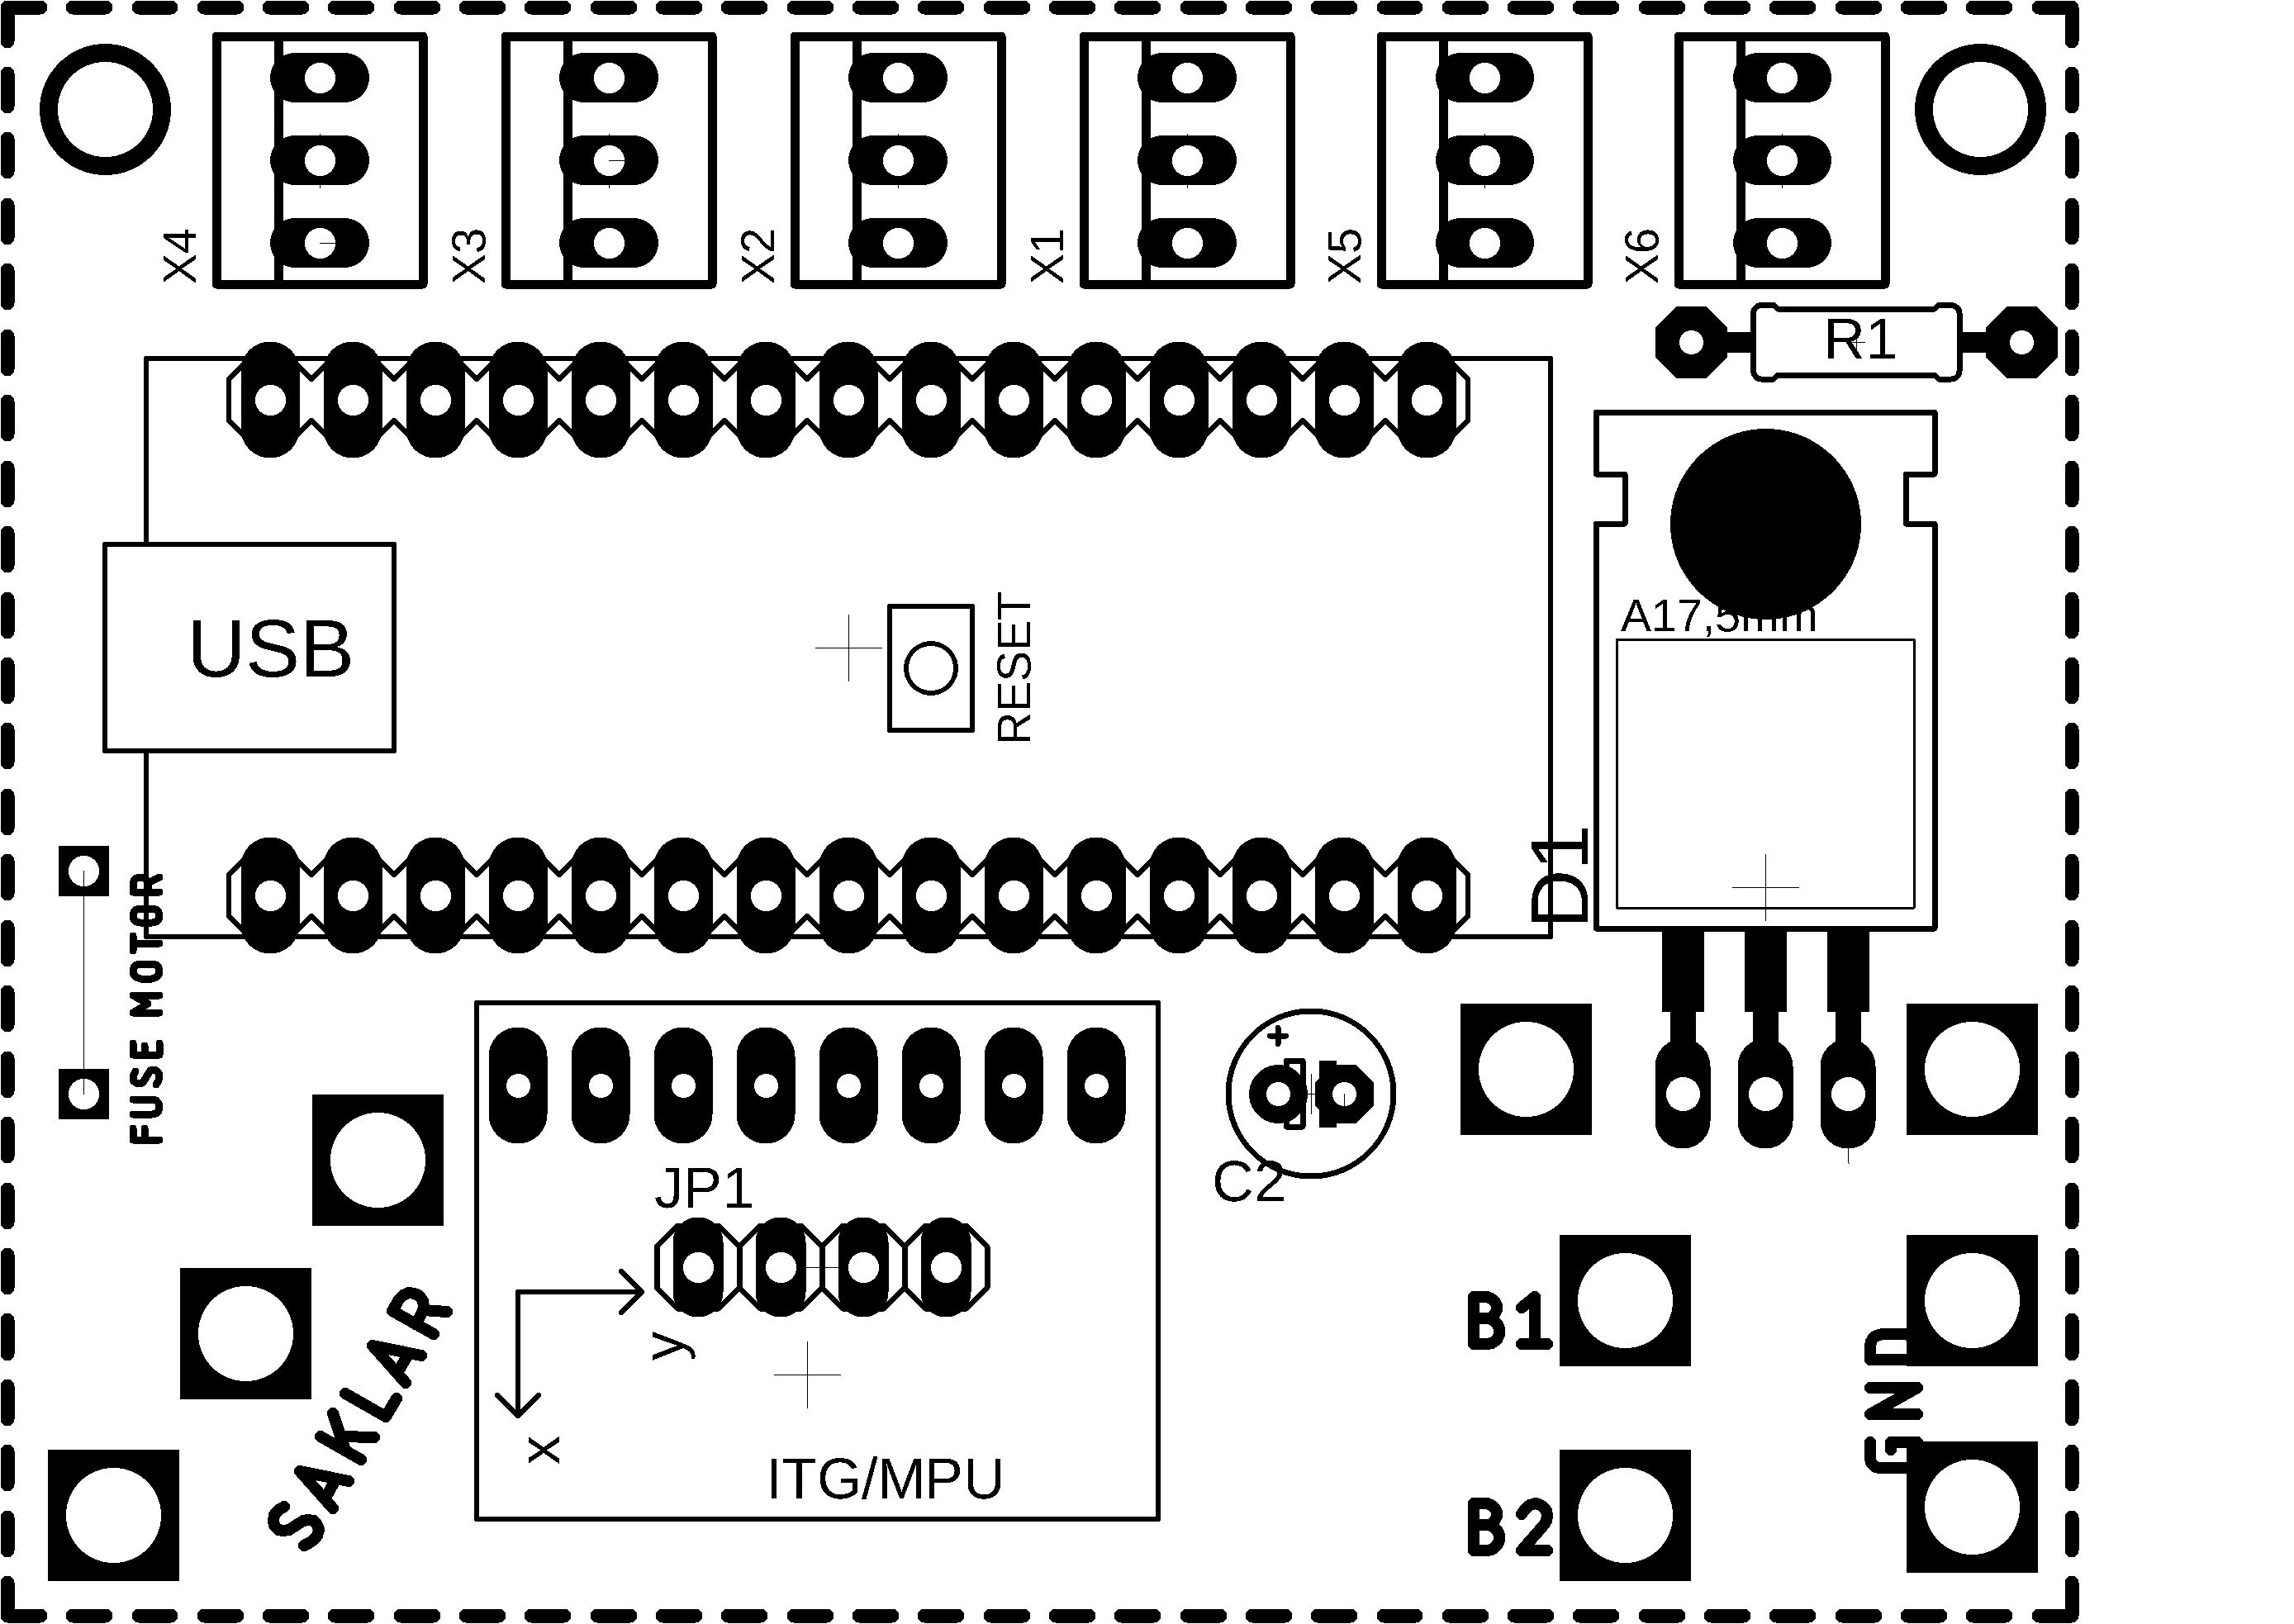 X4
X3
X2
X1
X5
X6
R1
A17,5mm
USB
RESET
D1
FUSE MOTOR
+
C2
JP1
y
x
ITG/MPU
SAKLAR
B1
GND
B2